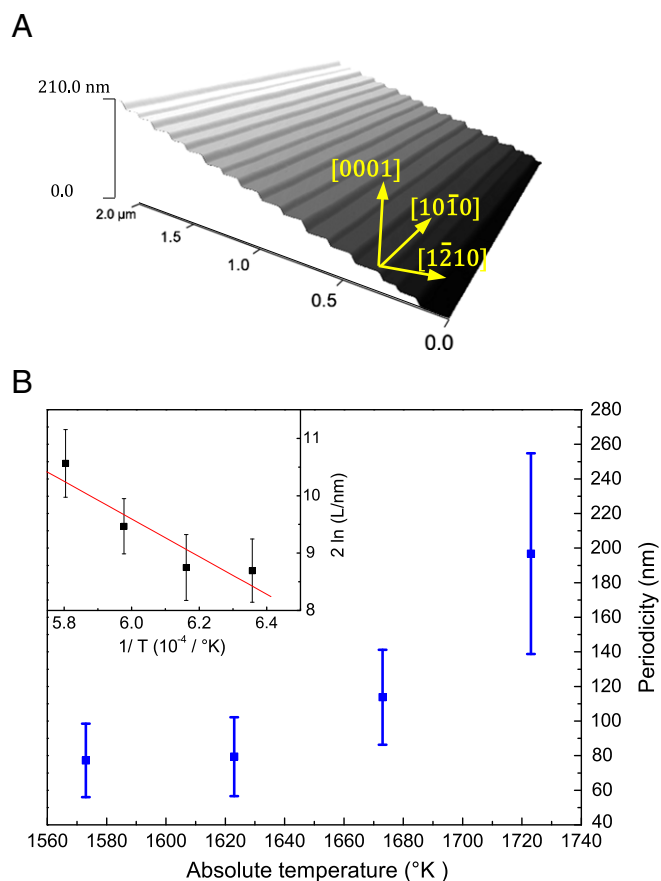 A
210.0 nm
0.0
2.0 µm
1.5
1.0
0.5
0.0
[0001]
[101̄0]
[12̄10]
B
280
260
240
220
200
180
160
140
120
100
80
60
40
Periodicity (nm)
1560 1580 1600 1620 1640 1660 1680 1700 1720 1740
Absolute temperature (°K)
11
10
9
8
2 ln (L/nm)
5.8 6.0 6.2 6.4
1/ T (10⁻⁴ / °K)